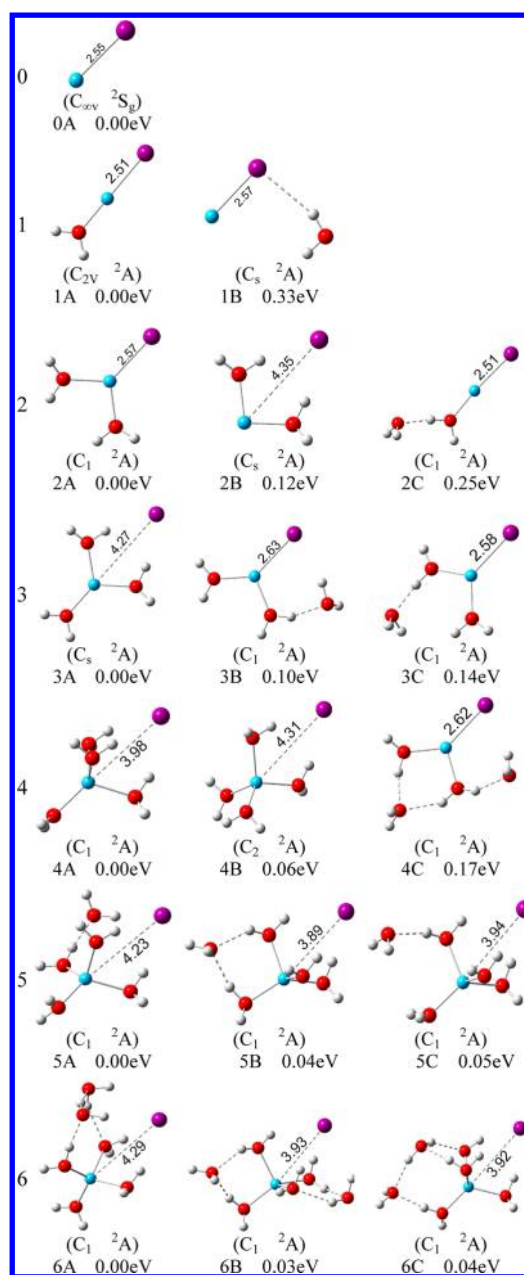 0
2.55
(C∞v ²Sg)
0A 0.00eV
1
2.51 2.57
(C2V ²A) (Cs ²A)
1A 0.00eV 1B 0.33eV
2
2.57 4.35 2.51
(C1 ²A) (Cs ²A) (C1 ²A)
2A 0.00eV 2B 0.12eV 2C 0.25eV
3
4.27 2.63 2.58
(Cs ²A) (C1 ²A) (C1 ²A)
3A 0.00eV 3B 0.10eV 3C 0.14eV
4
3.98 4.31 2.62
(C1 ²A) (C2 ²A) (C1 ²A)
4A 0.00eV 4B 0.06eV 4C 0.17eV
5
4.23 3.89 3.94
(C1 ²A) (C1 ²A) (C1 ²A)
5A 0.00eV 5B 0.04eV 5C 0.05eV
6
4.29 3.93 3.92
(C1 ²A) (C1 ²A) (C1 ²A)
6A 0.00eV 6B 0.03eV 6C 0.04eV